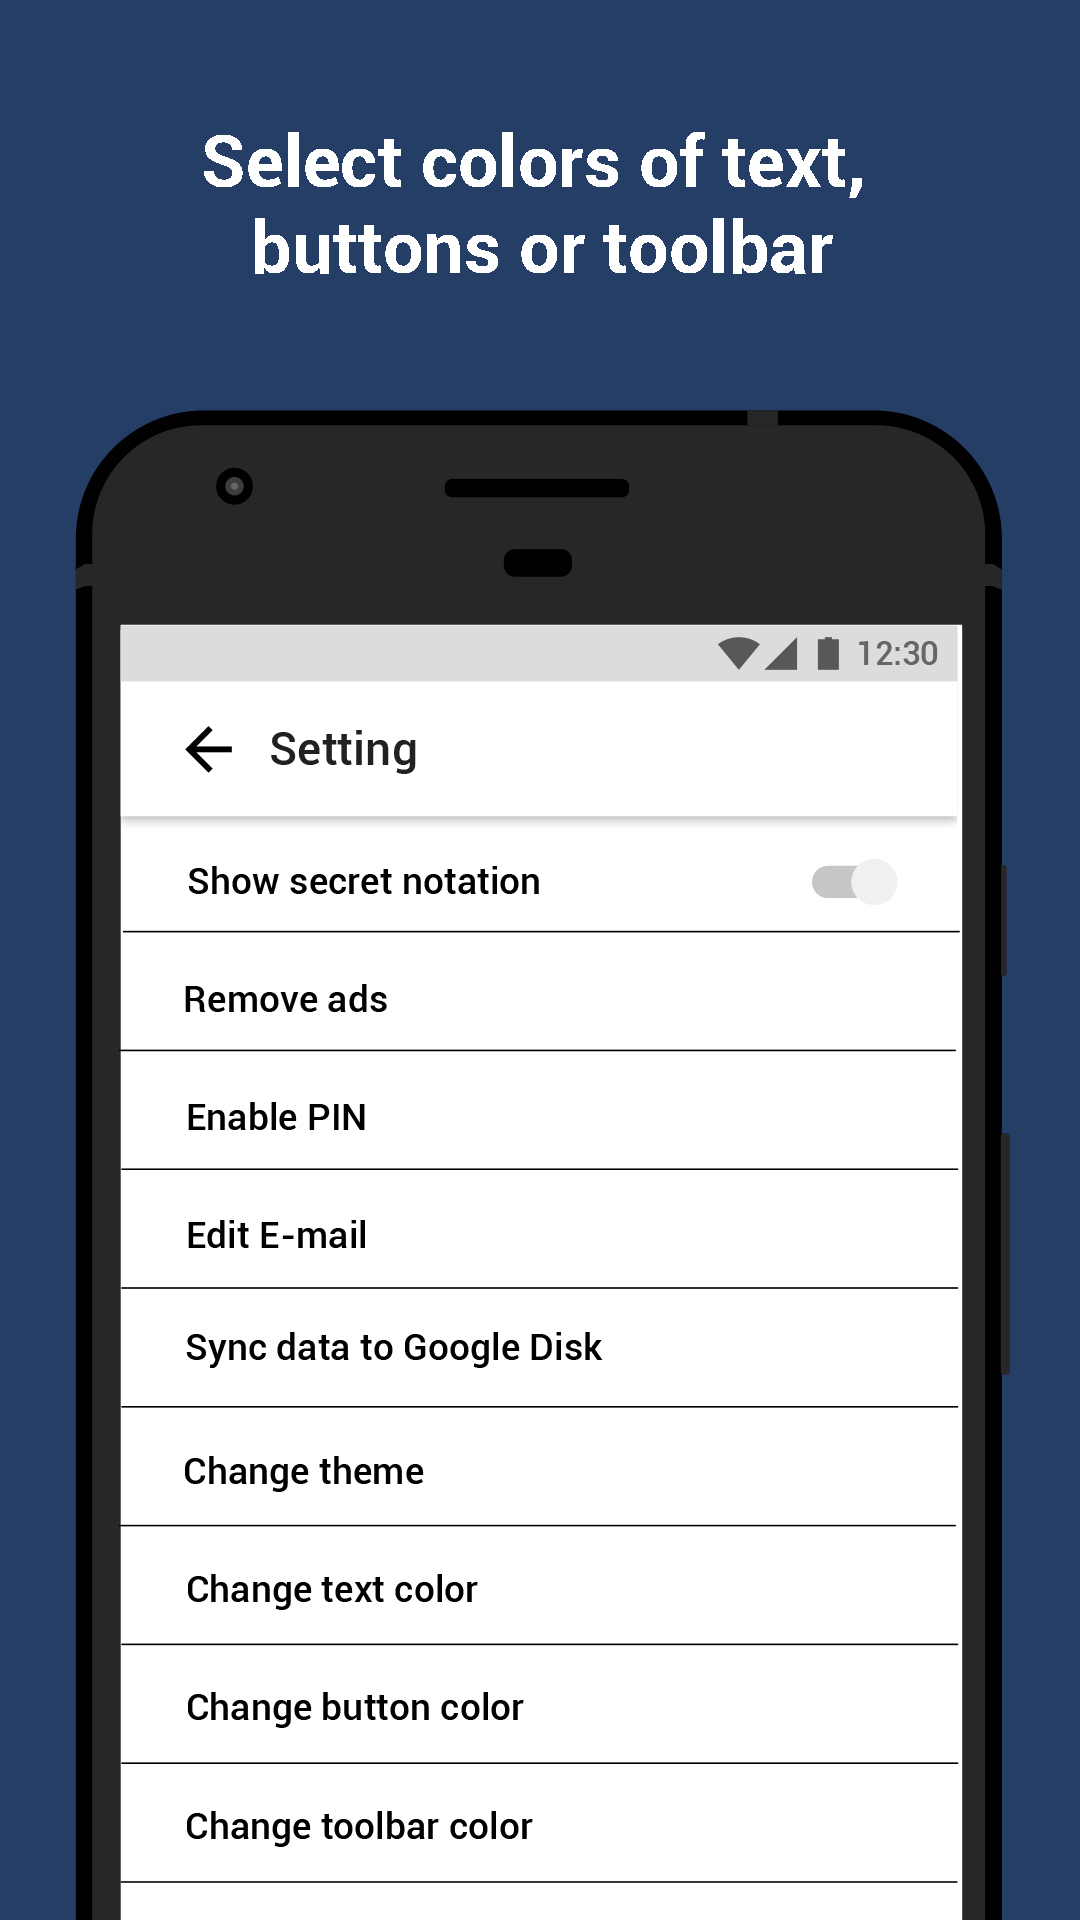 Select colors of text,
buttons or toolbar
12:30
Setting
Show secret notation
Remove ads
Enable PIN
Edit E-mail
Sync data to Google Disk
Change theme
Change text color
Change button color
Change toolbar color